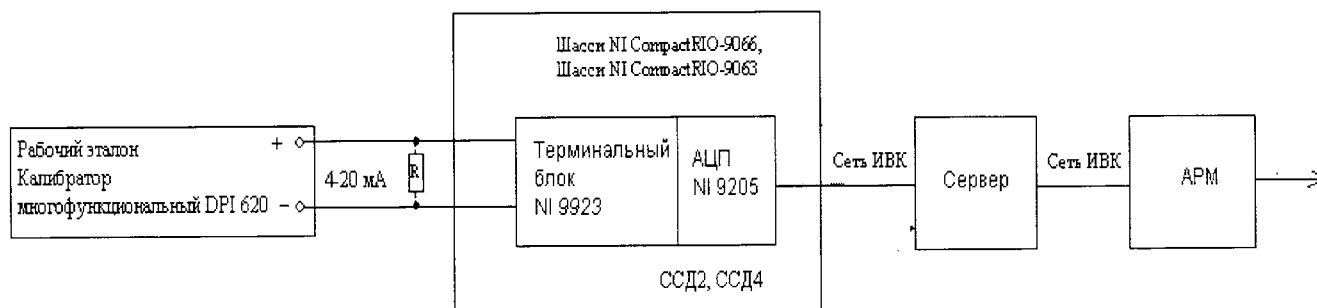 Шасси NI CompactRIO-9066,
Шасси NI CompactRIO-9063
Рабочий эталон
Калибратор
многофункциональный DPI 620
+
−
4-20 мА
R
Терминальный
блок
NI 9923
АЦП
NI 9205
ССД2, ССД4
Сеть ИВК
Сервер
Сеть ИВК
АРМ